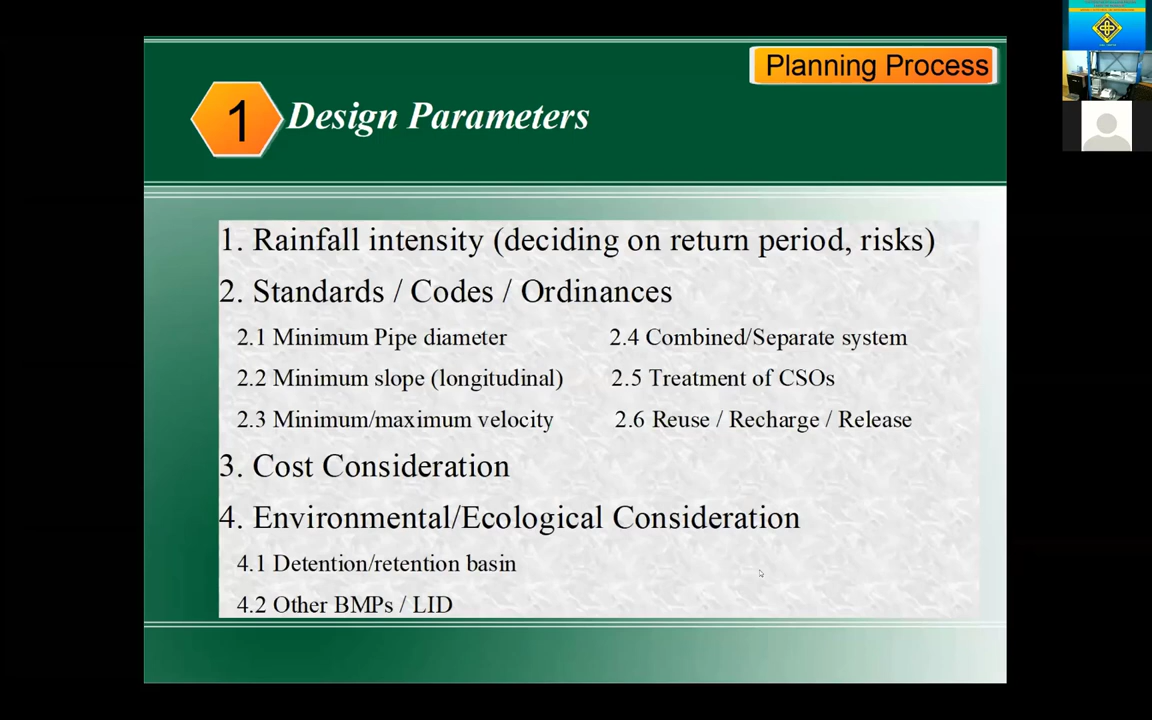 Planning Process
1 Design Parameters
1. Rainfall intensity (deciding on return period, risks)
2. Standards / Codes / Ordinances
2.1 Minimum Pipe diameter
2.4 Combined/Separate system
2.2 Minimum slope (longitudinal)
2.5 Treatment of CSOs
2.3 Minimum/maximum velocity
2.6 Reuse / Recharge / Release
3. Cost Consideration
4. Environmental/Ecological Consideration
4.1 Detention/retention basin
4.2 Other BMPs / LID